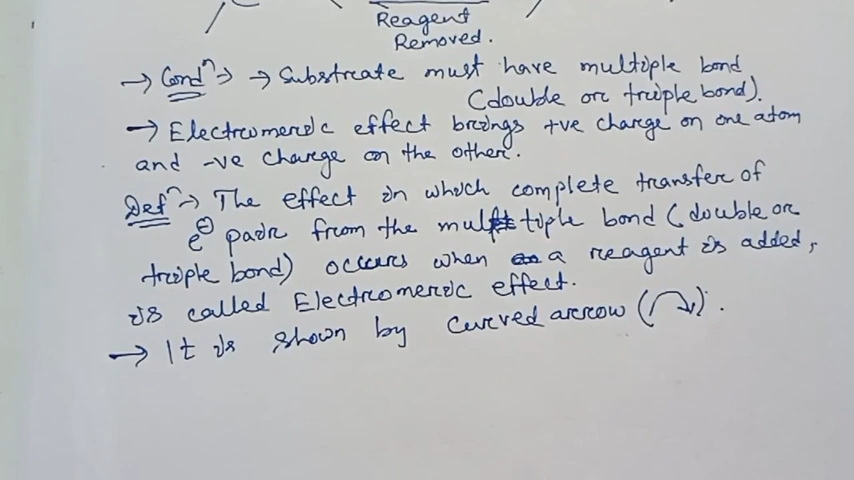 Reagent
Removed.
→ Condⁿ → → Substrate must have multiple bond
(double or triple bond).
→ Electromeric effect brings +ve charge on one atom
and -ve charge on the other.
Defⁿ → The effect in which complete transfer of
e⊖ pair from the multiple bond (double or
triple bond) occurs when a reagent is added,
is called Electromeric effect.
→ It is shown by curved arrow (↷).